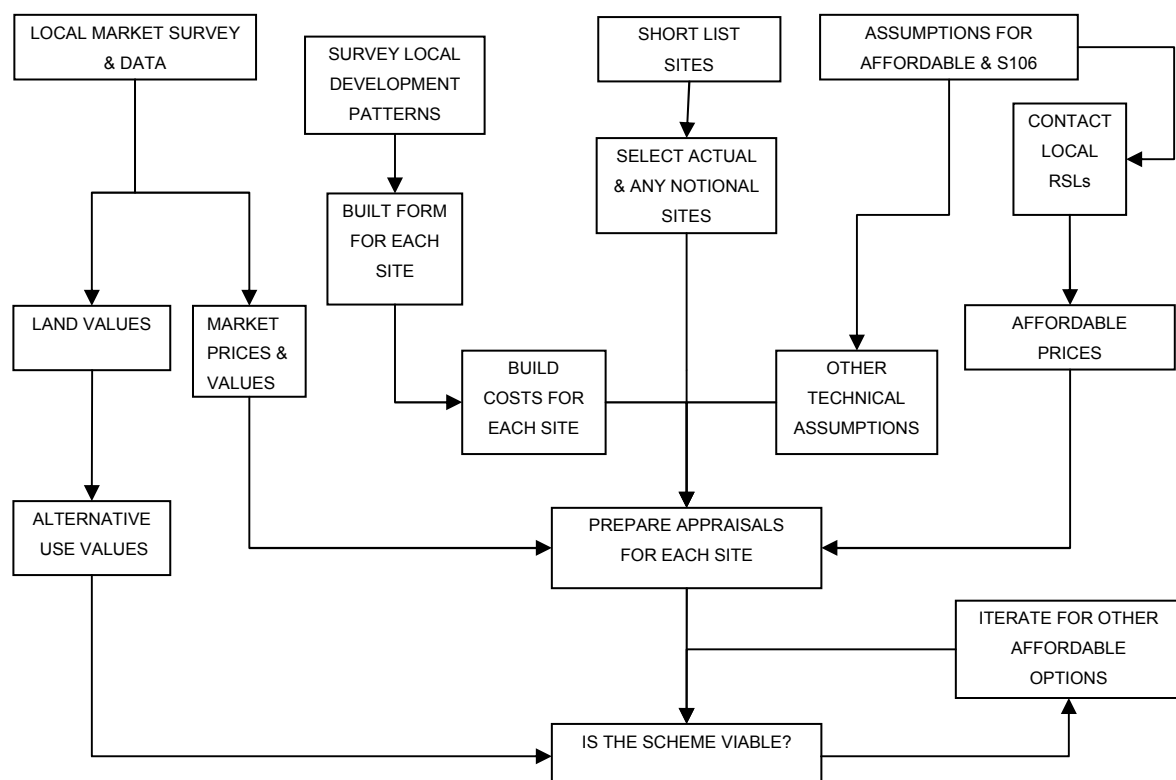 LOCAL MARKET SURVEY
& DATA
SURVEY LOCAL
DEVELOPMENT
PATTERNS
SHORT LIST
SITES
ASSUMPTIONS FOR
AFFORDABLE & S106
CONTACT
LOCAL
RSLs
SELECT ACTUAL
& ANY NOTIONAL
SITES
BUILT FORM
FOR EACH
SITE
LAND VALUES
MARKET
PRICES &
VALUES
BUILD
COSTS FOR
EACH SITE
OTHER
TECHNICAL
ASSUMPTIONS
AFFORDABLE
PRICES
ALTERNATIVE
USE VALUES
PREPARE APPRAISALS
FOR EACH SITE
ITERATE FOR OTHER
AFFORDABLE
OPTIONS
IS THE SCHEME VIABLE?